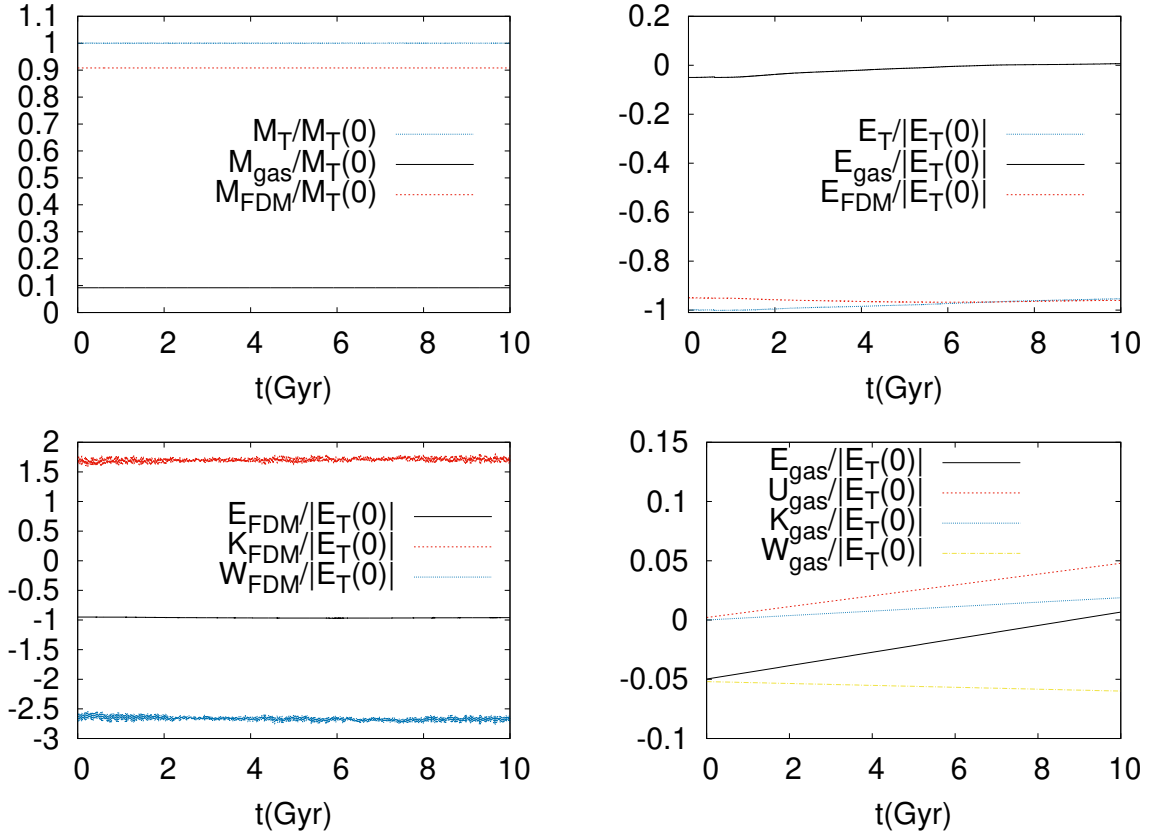 1.1
1
0.9
0.8
0.7
0.6
0.5
0.4
0.3
0.2
0.1
0
M_T/M_T(0)
M_gas/M_T(0)
M_FDM/M_T(0)
0 2 4 6 8 10
t(Gyr)
0.2
0
-0.2
-0.4
-0.6
-0.8
-1
E_T/|E_T(0)|
E_gas/|E_T(0)|
E_FDM/|E_T(0)|
0 2 4 6 8 10
t(Gyr)
2
1.5
1
0.5
0
-0.5
-1
-1.5
-2
-2.5
-3
E_FDM/|E_T(0)|
K_FDM/|E_T(0)|
W_FDM/|E_T(0)|
0 2 4 6 8 10
t(Gyr)
0.15
0.1
0.05
0
-0.05
-0.1
E_gas/|E_T(0)|
U_gas/|E_T(0)|
K_gas/|E_T(0)|
W_gas/|E_T(0)|
0 2 4 6 8 10
t(Gyr)